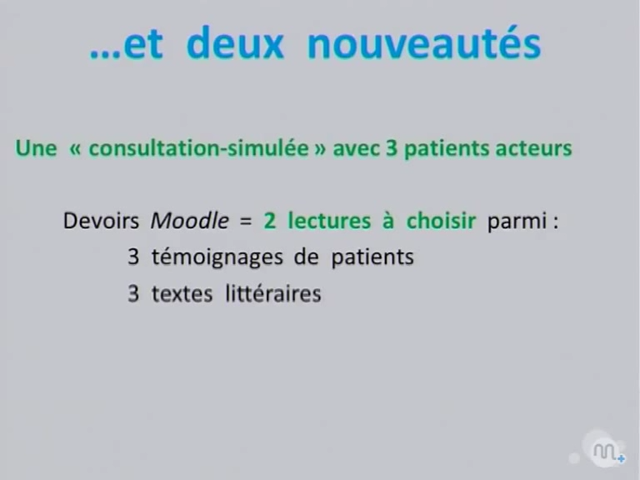 ...et deux nouveautés
Une « consultation-simulée » avec 3 patients acteurs
Devoirs Moodle = 2 lectures à choisir parmi :
3 témoignages de patients
3 textes littéraires